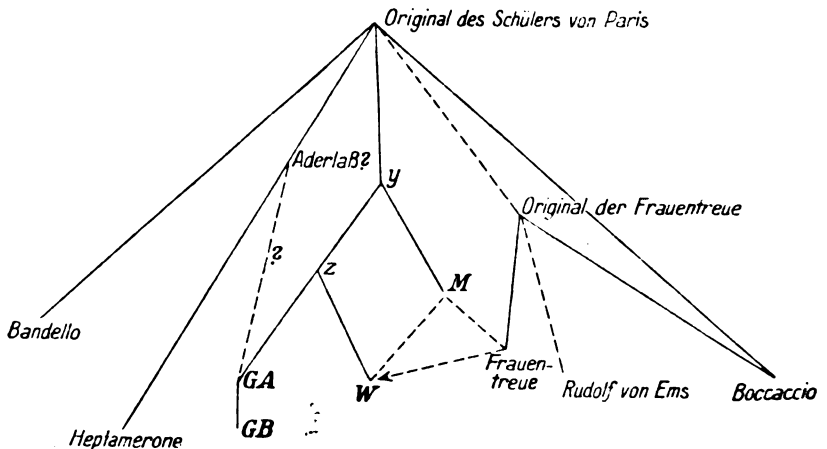 Original des Schülers von Paris
Aderlaß?
y
Original der Frauentreue
?
z
M
Bandello
Frauen-
treue
GA
W
Rudolf von Ems
Boccaccio
GB
Heptamerone